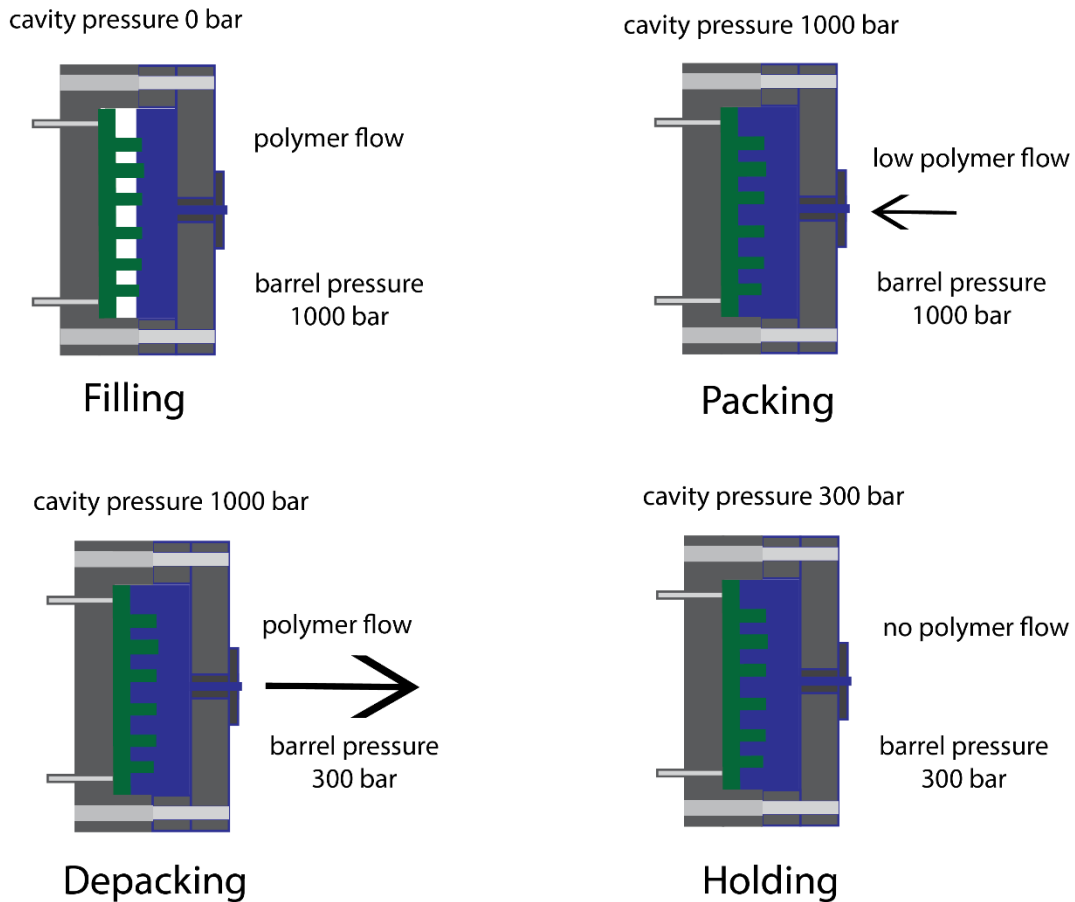 cavity pressure 0 bar
polymer flow
barrel pressure
1000 bar
Filling
cavity pressure 1000 bar
low polymer flow
barrel pressure
1000 bar
Packing
cavity pressure 1000 bar
polymer flow
barrel pressure
300 bar
Depacking
cavity pressure 300 bar
no polymer flow
barrel pressure
300 bar
Holding